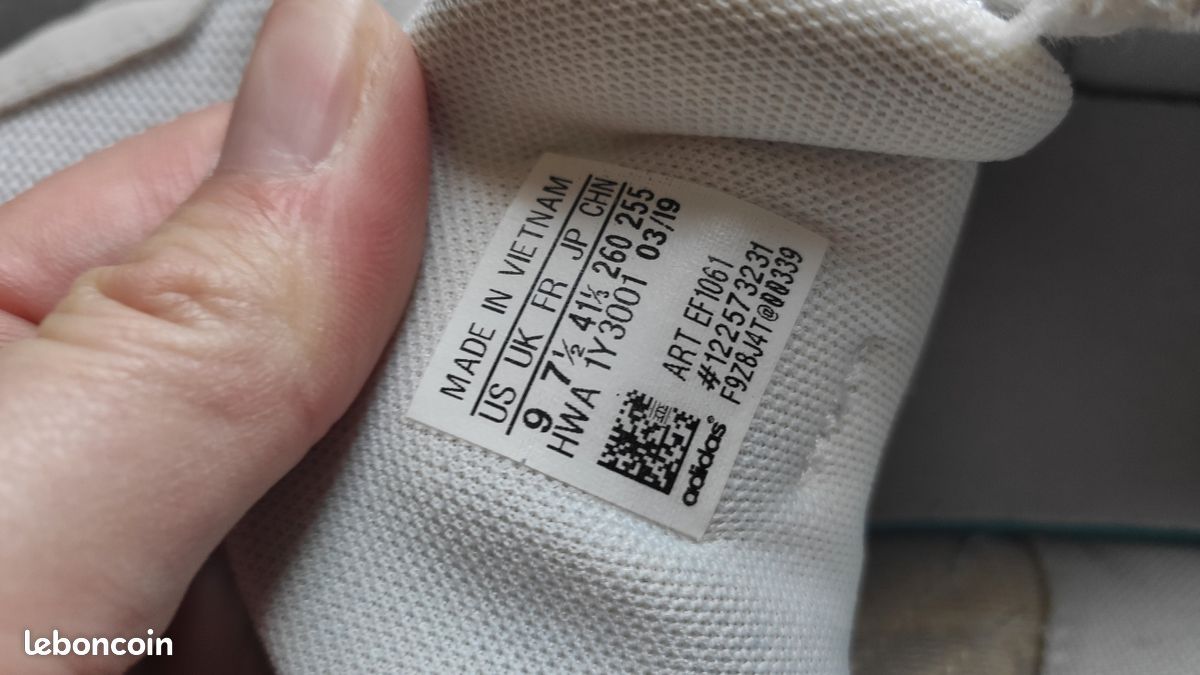 MADE IN VIETNAM
US UK FR JP CHN
9 7½ 41⅓ 260 255
HWA 1Y3001 03/19
ART EF1061
#122573231
F9Z8J4T@00339
adidas®
leboncoin